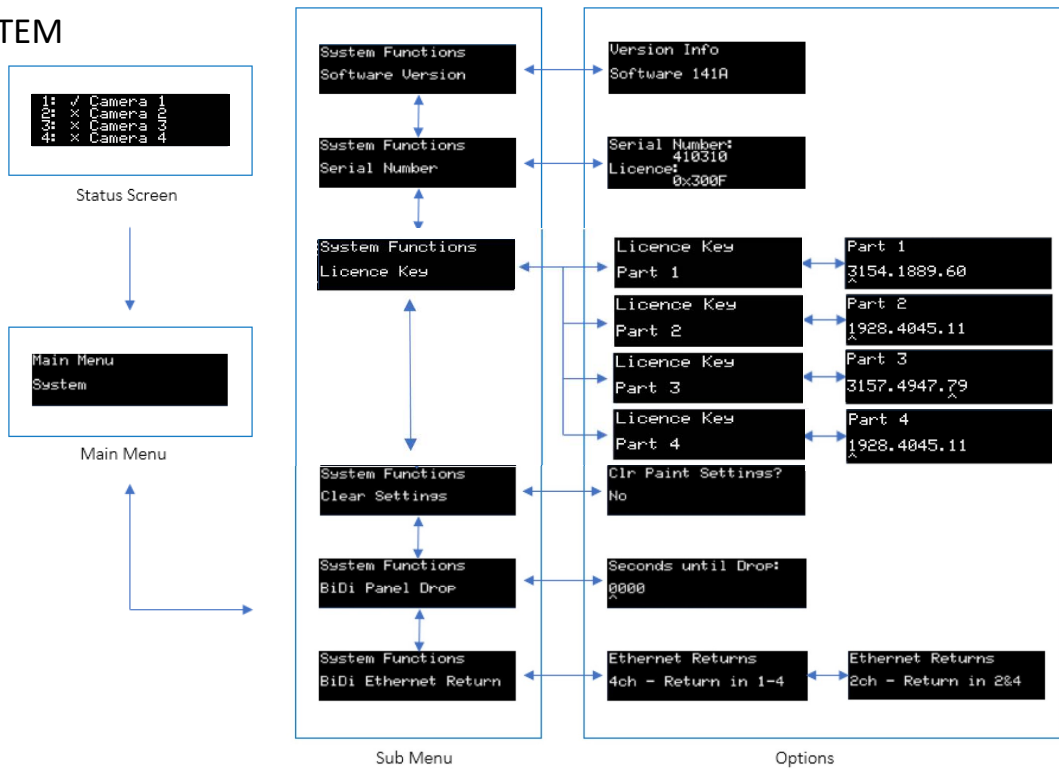 TEM
1: ✓ Camera 1
2: × Camera 2
3: × Camera 3
4: × Camera 4
Status Screen
Main Menu
System
Main Menu
System Functions
Software Version
System Functions
Serial Number
System Functions
Licence Key
System Functions
Clear Settings
System Functions
BiDi Panel Drop
System Functions
BiDi Ethernet Return
Sub Menu
Version Info
Software 141A
Serial Number:
410310
Licence:
0x300F
Licence Key
Part 1
Part 1
3154.1889.60
Licence Key
Part 2
Part 2
1928.4045.11
Licence Key
Part 3
Part 3
3157.4947.79
Licence Key
Part 4
Part 4
1928.4045.11
Clr Paint Settings?
No
Seconds until Drop:
0000
Ethernet Returns
4ch - Return in 1-4
Ethernet Returns
2ch - Return in 2&4
Options